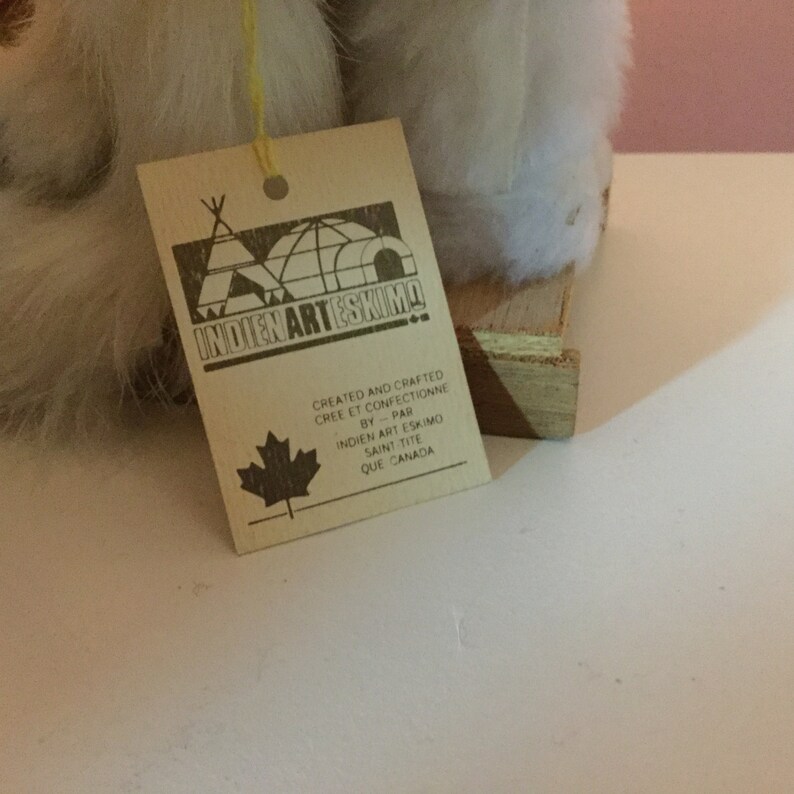 INDIENARTESKIMO
CREATED AND CRAFTED
CREE ET CONFECTIONNE
BY - PAR
INDIEN ART ESKIMO
SAINT-TITE
QUE. CANADA